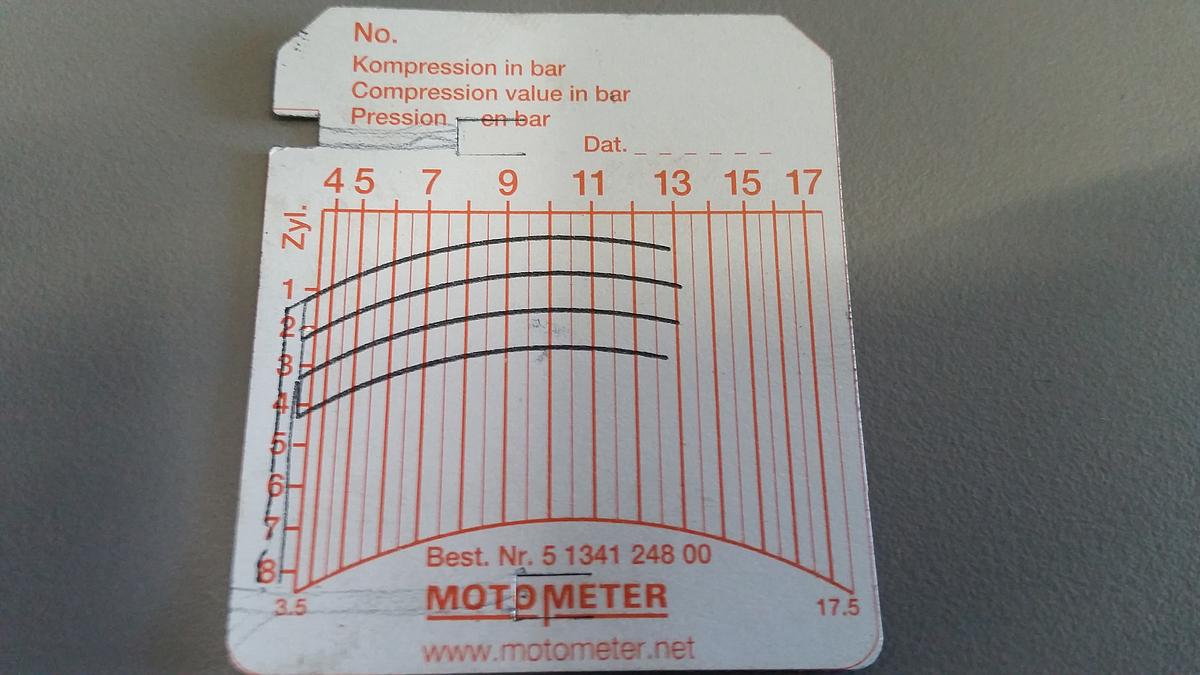 No.
Kompression in bar
Compression value in bar
Pression en bar
Dat. _ _ _ _ _ _
4 5 7 9 11 13 15 17
Zyl.
1
2
3
4
5
6
7
8
3.5
17.5
Best. Nr. 5 1341 248 00
MOTOMETER
www.motometer.net